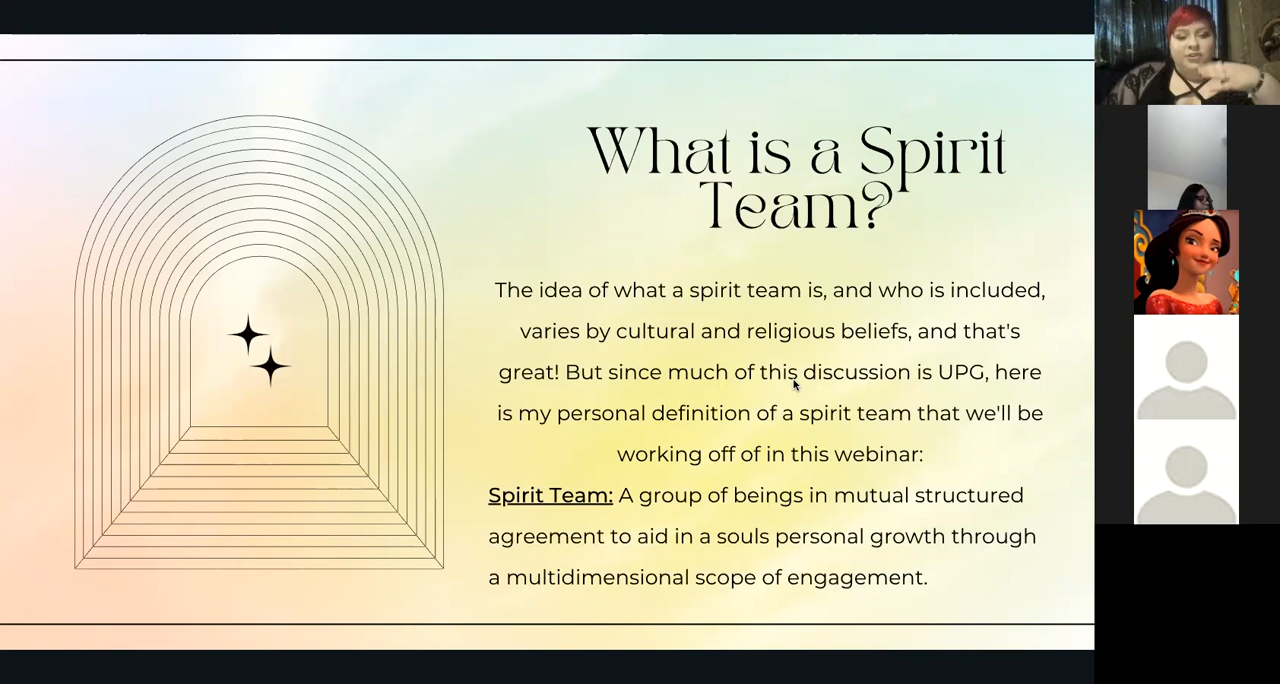 What is a Spirit
Team?
The idea of what a spirit team is, and who is included,
varies by cultural and religious beliefs, and that's
great! But since much of this discussion is UPG, here
is my personal definition of a spirit team that we'll be
working off of in this webinar:
Spirit Team: A group of beings in mutual structured
agreement to aid in a souls personal growth through
a multidimensional scope of engagement.